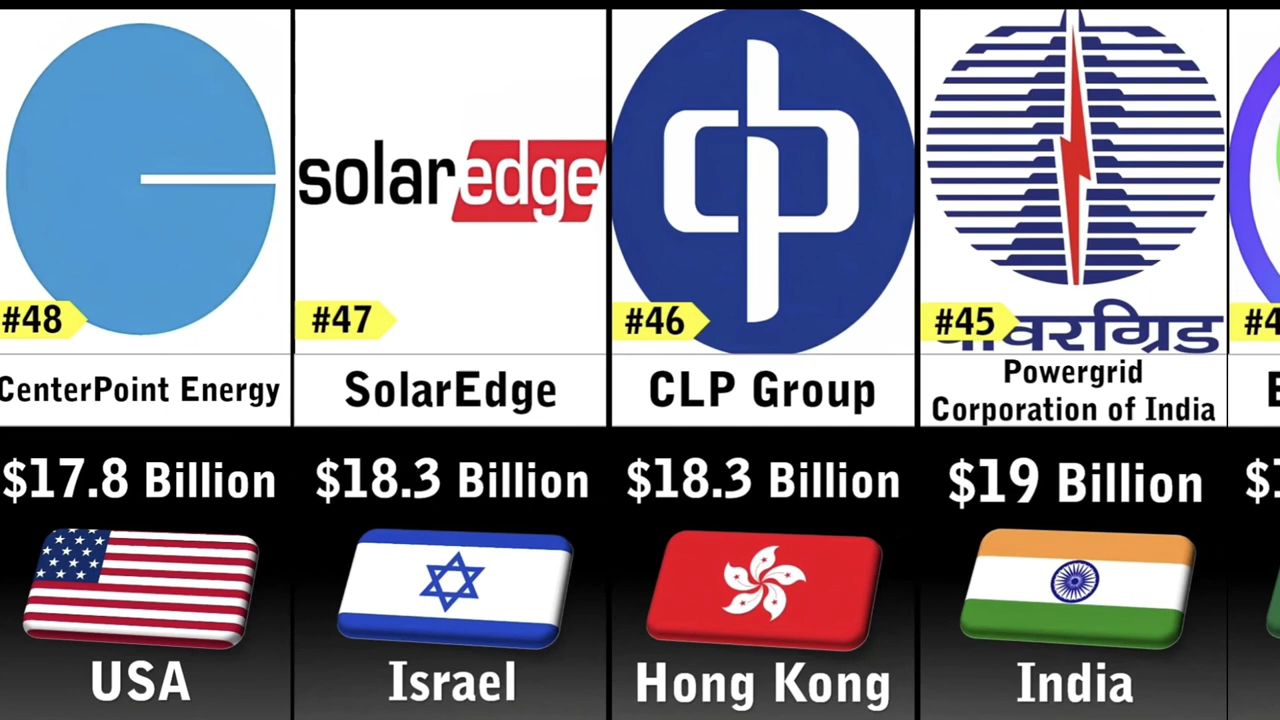 solaredge
#48
#47
#46
#45
पावरग्रिड
CenterPoint Energy
SolarEdge
CLP Group
Powergrid
Corporation of India
$17.8 Billion
$18.3 Billion
$18.3 Billion
$19 Billion
USA
Israel
Hong Kong
India